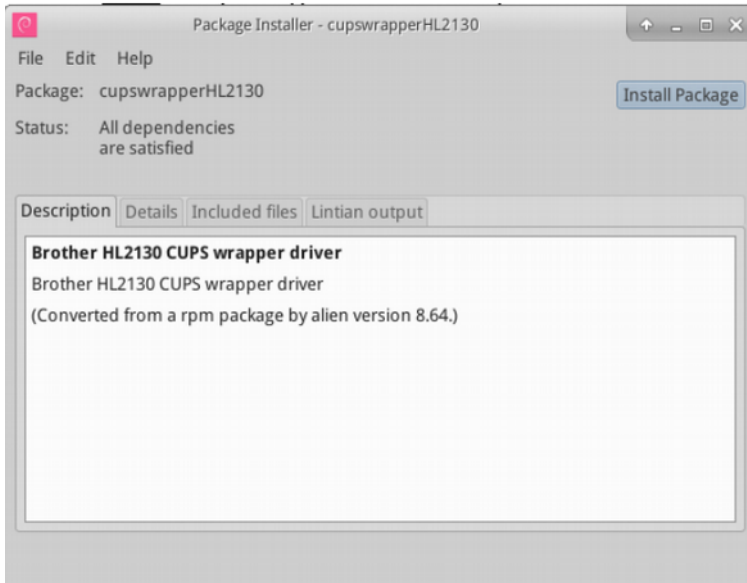 Package Installer - cupswrapperHL2130
File Edit Help
Package: cupswrapperHL2130
Install Package
Status: All dependencies
are satisfied
Description Details Included files Lintian output
Brother HL2130 CUPS wrapper driver
Brother HL2130 CUPS wrapper driver
(Converted from a rpm package by alien version 8.64.)